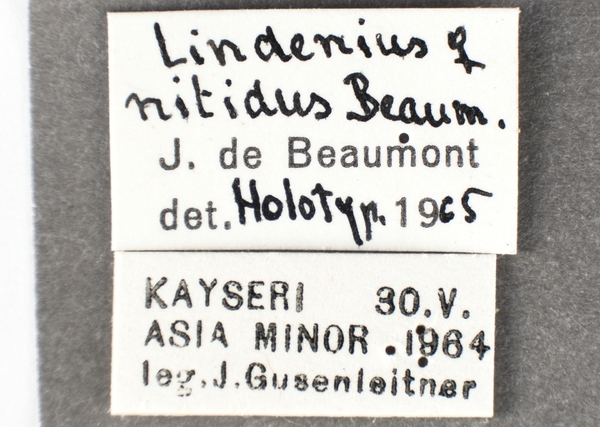 Lindenius ♀
nitidus Beaum.
J. de Beaumont
det. Holotyp. 1965
KAYSERI 30.V.
ASIA MINOR .1964
leg. J. Gusenleitner